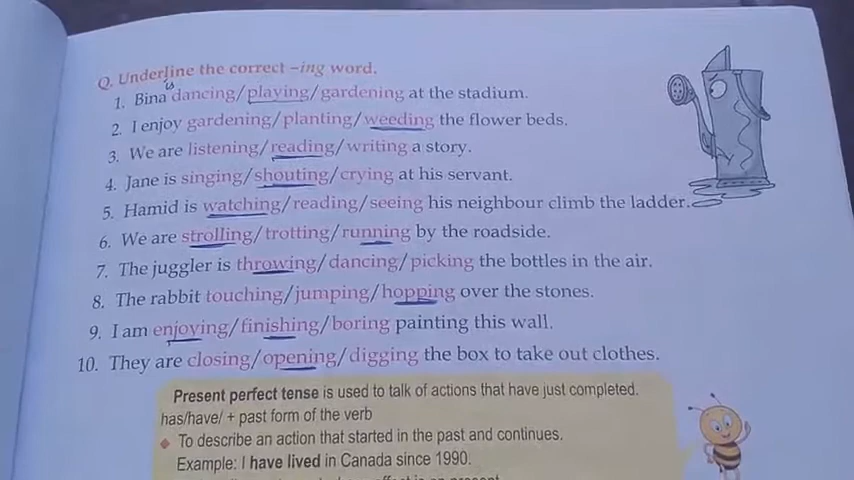 Q. Underline the correct –ing word.
is
1. Bina dancing/playing/gardening at the stadium.
2. I enjoy gardening/planting/weeding the flower beds.
3. We are listening/reading/writing a story.
4. Jane is singing/shouting/crying at his servant.
5. Hamid is watching/reading/seeing his neighbour climb the ladder.
6. We are strolling/trotting/running by the roadside.
7. The juggler is throwing/dancing/picking the bottles in the air.
8. The rabbit touching/jumping/hopping over the stones.
9. I am enjoying/finishing/boring painting this wall.
10. They are closing/opening/digging the box to take out clothes.
Present perfect tense is used to talk of actions that have just completed.
has/have/ + past form of the verb
To describe an action that started in the past and continues.
Example: I have lived in Canada since 1990.